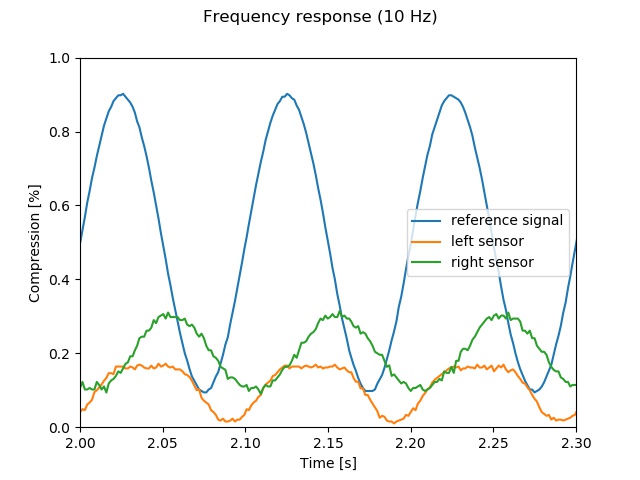 Frequency response (10 Hz)
1.0
0.8
0.6
0.4
0.2
0.0
Compression [%]
reference signal
left sensor
right sensor
2.00 2.05 2.10 2.15 2.20 2.25 2.30
Time [s]